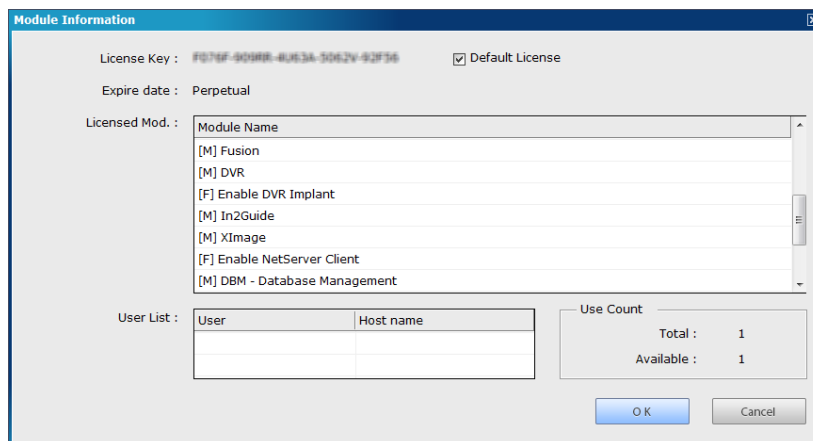 Module Information
License Key :
Default License
Expire date : Perpetual
Licensed Mod. :
Module Name
[M] Fusion
[M] DVR
[F] Enable DVR Implant
[M] In2Guide
[M] XImage
[F] Enable NetServer Client
[M] DBM - Database Management
User List :
User Host name
Use Count
Total : 1
Available : 1
O K Cancel